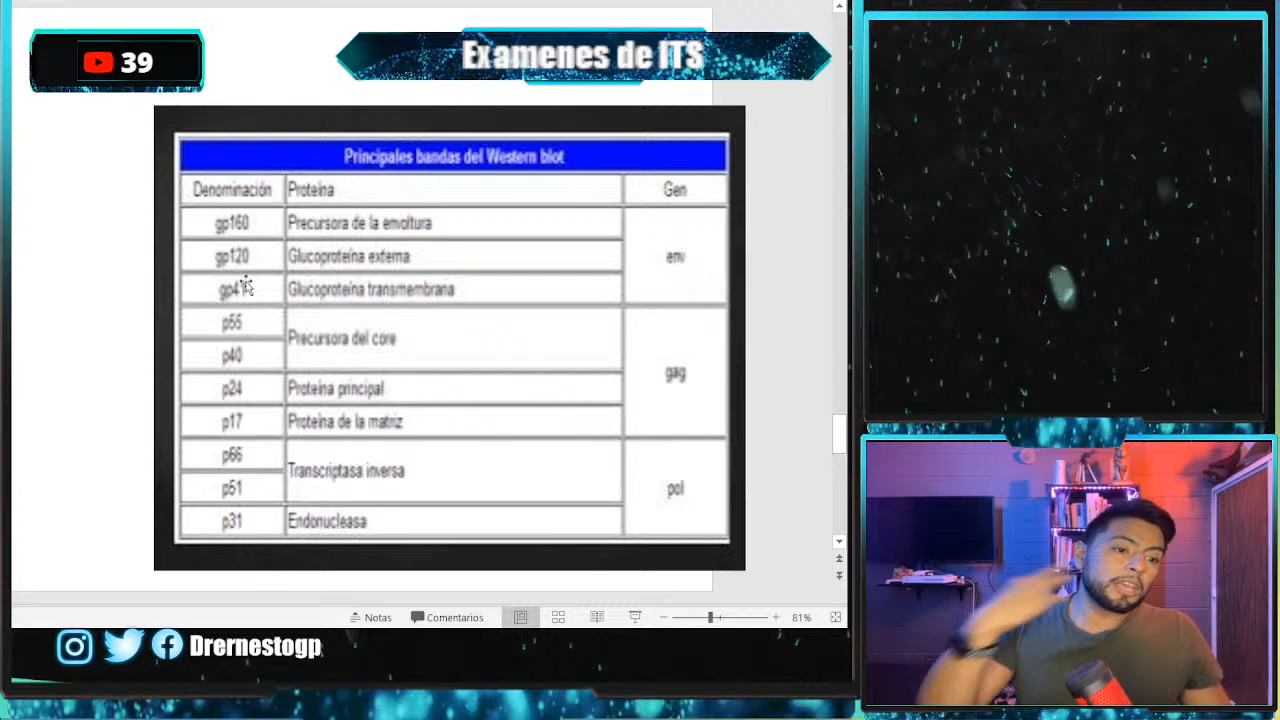 39
Examenes de ITS
Principales bandas del Western blot
Denominación Proteína Gen
gp160 Precursora de la envoltura
gp120 Glucoproteína externa env
gp41 Glucoproteína transmembrana
p55
Precursora del core
p40
gag
p24 Proteína principal
p17 Proteína de la matriz
p66
Transcriptasa inversa
p51 pol
p31 Endonucleasa
Notas Comentarios 81%
Drernestogp